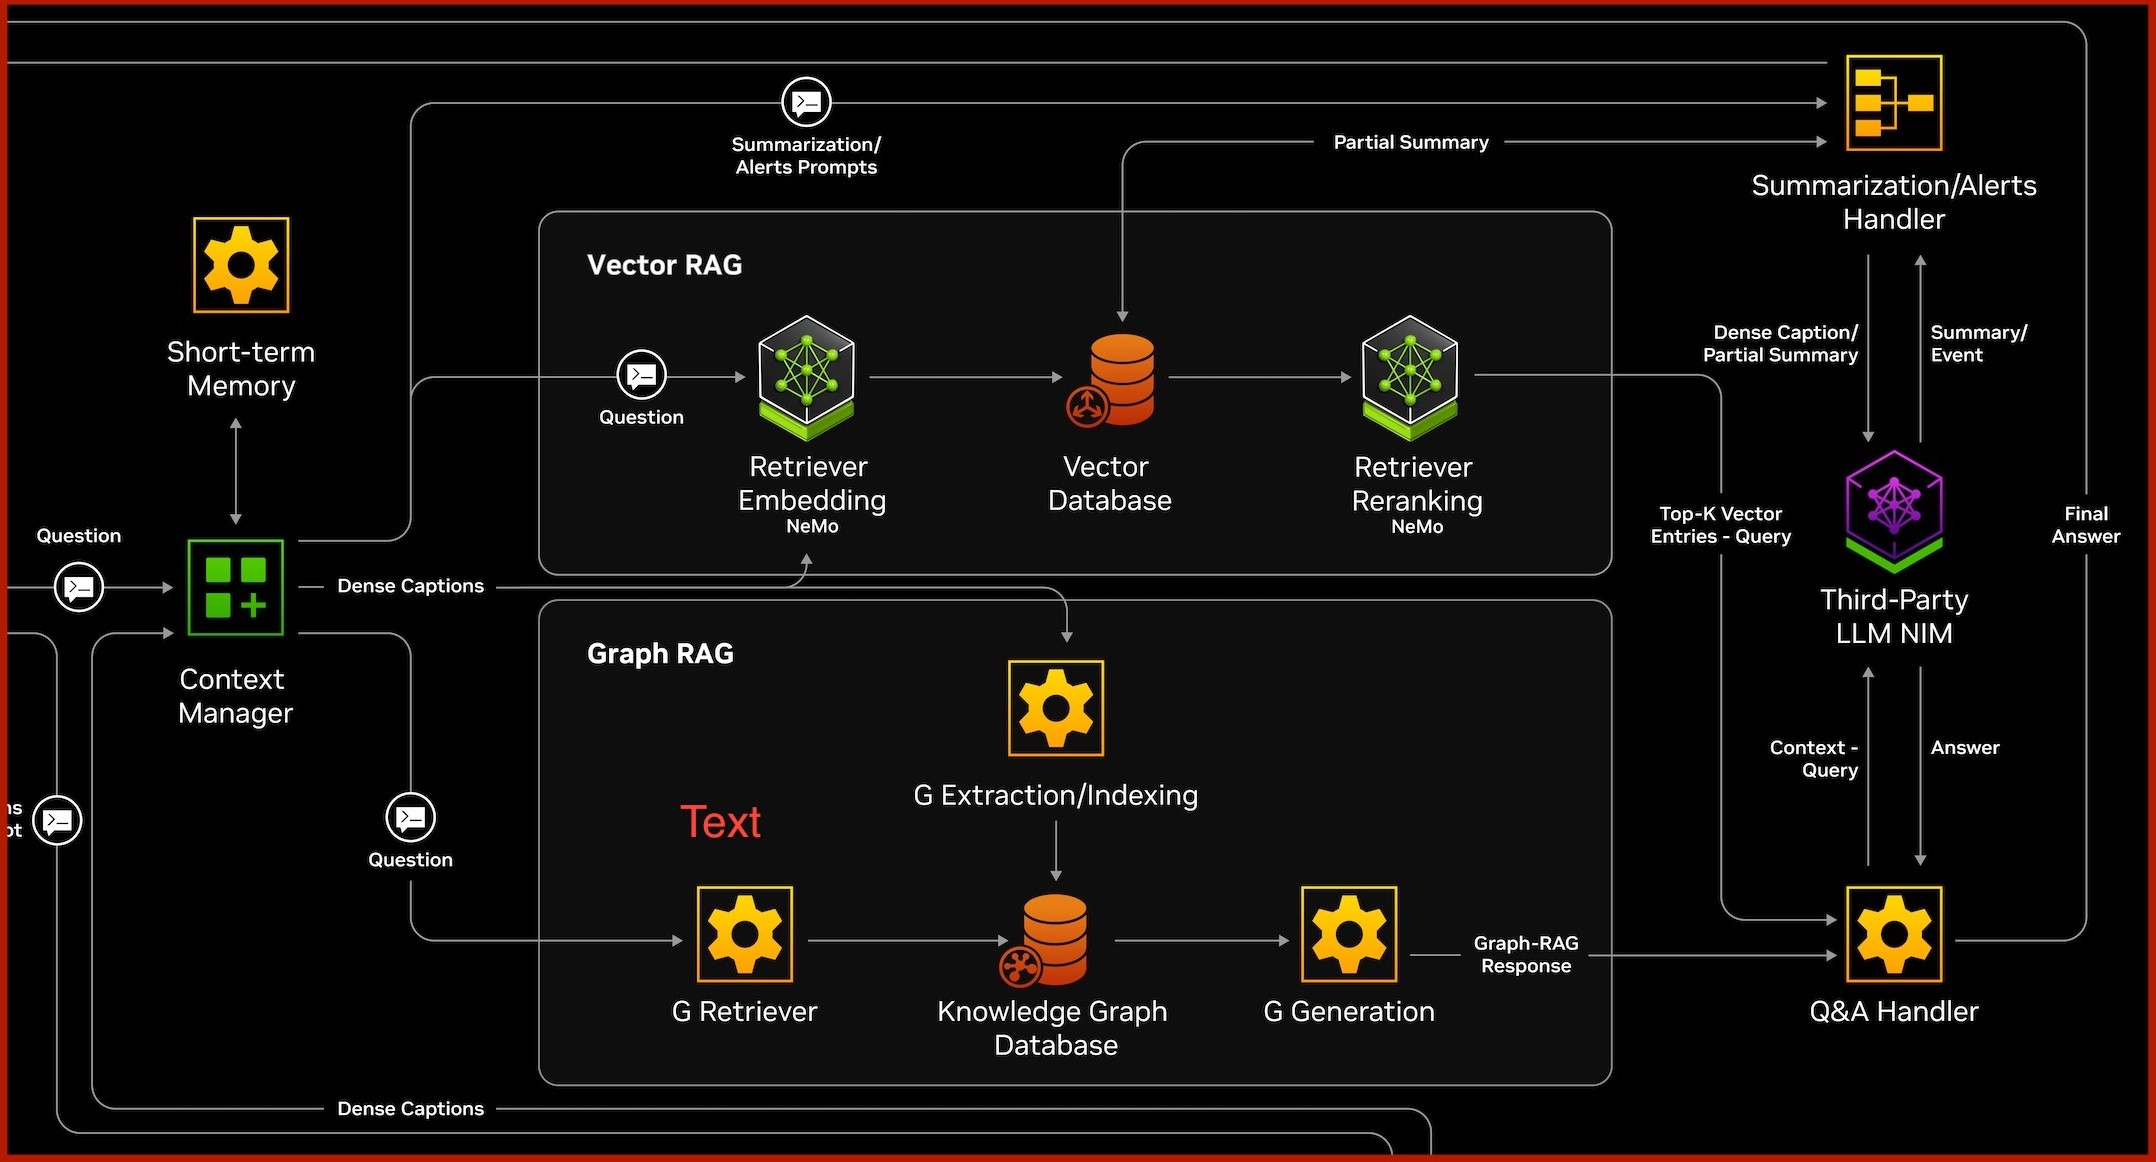 Summarization/
Alerts Prompts
Partial Summary
Summarization/Alerts
Handler
Short-term
Memory
Vector RAG
Question
Retriever
Embedding
NeMo
Vector
Database
Retriever
Reranking
NeMo
Dense Caption/
Partial Summary
Summary/
Event
Top-K Vector
Entries - Query
Final
Answer
Third-Party
LLM NIM
Question
Context
Manager
Dense Captions
Graph RAG
G Extraction/Indexing
Text
Question
G Retriever
Knowledge Graph
Database
G Generation
Graph-RAG
Response
Context -
Query
Answer
Q&A Handler
Dense Captions